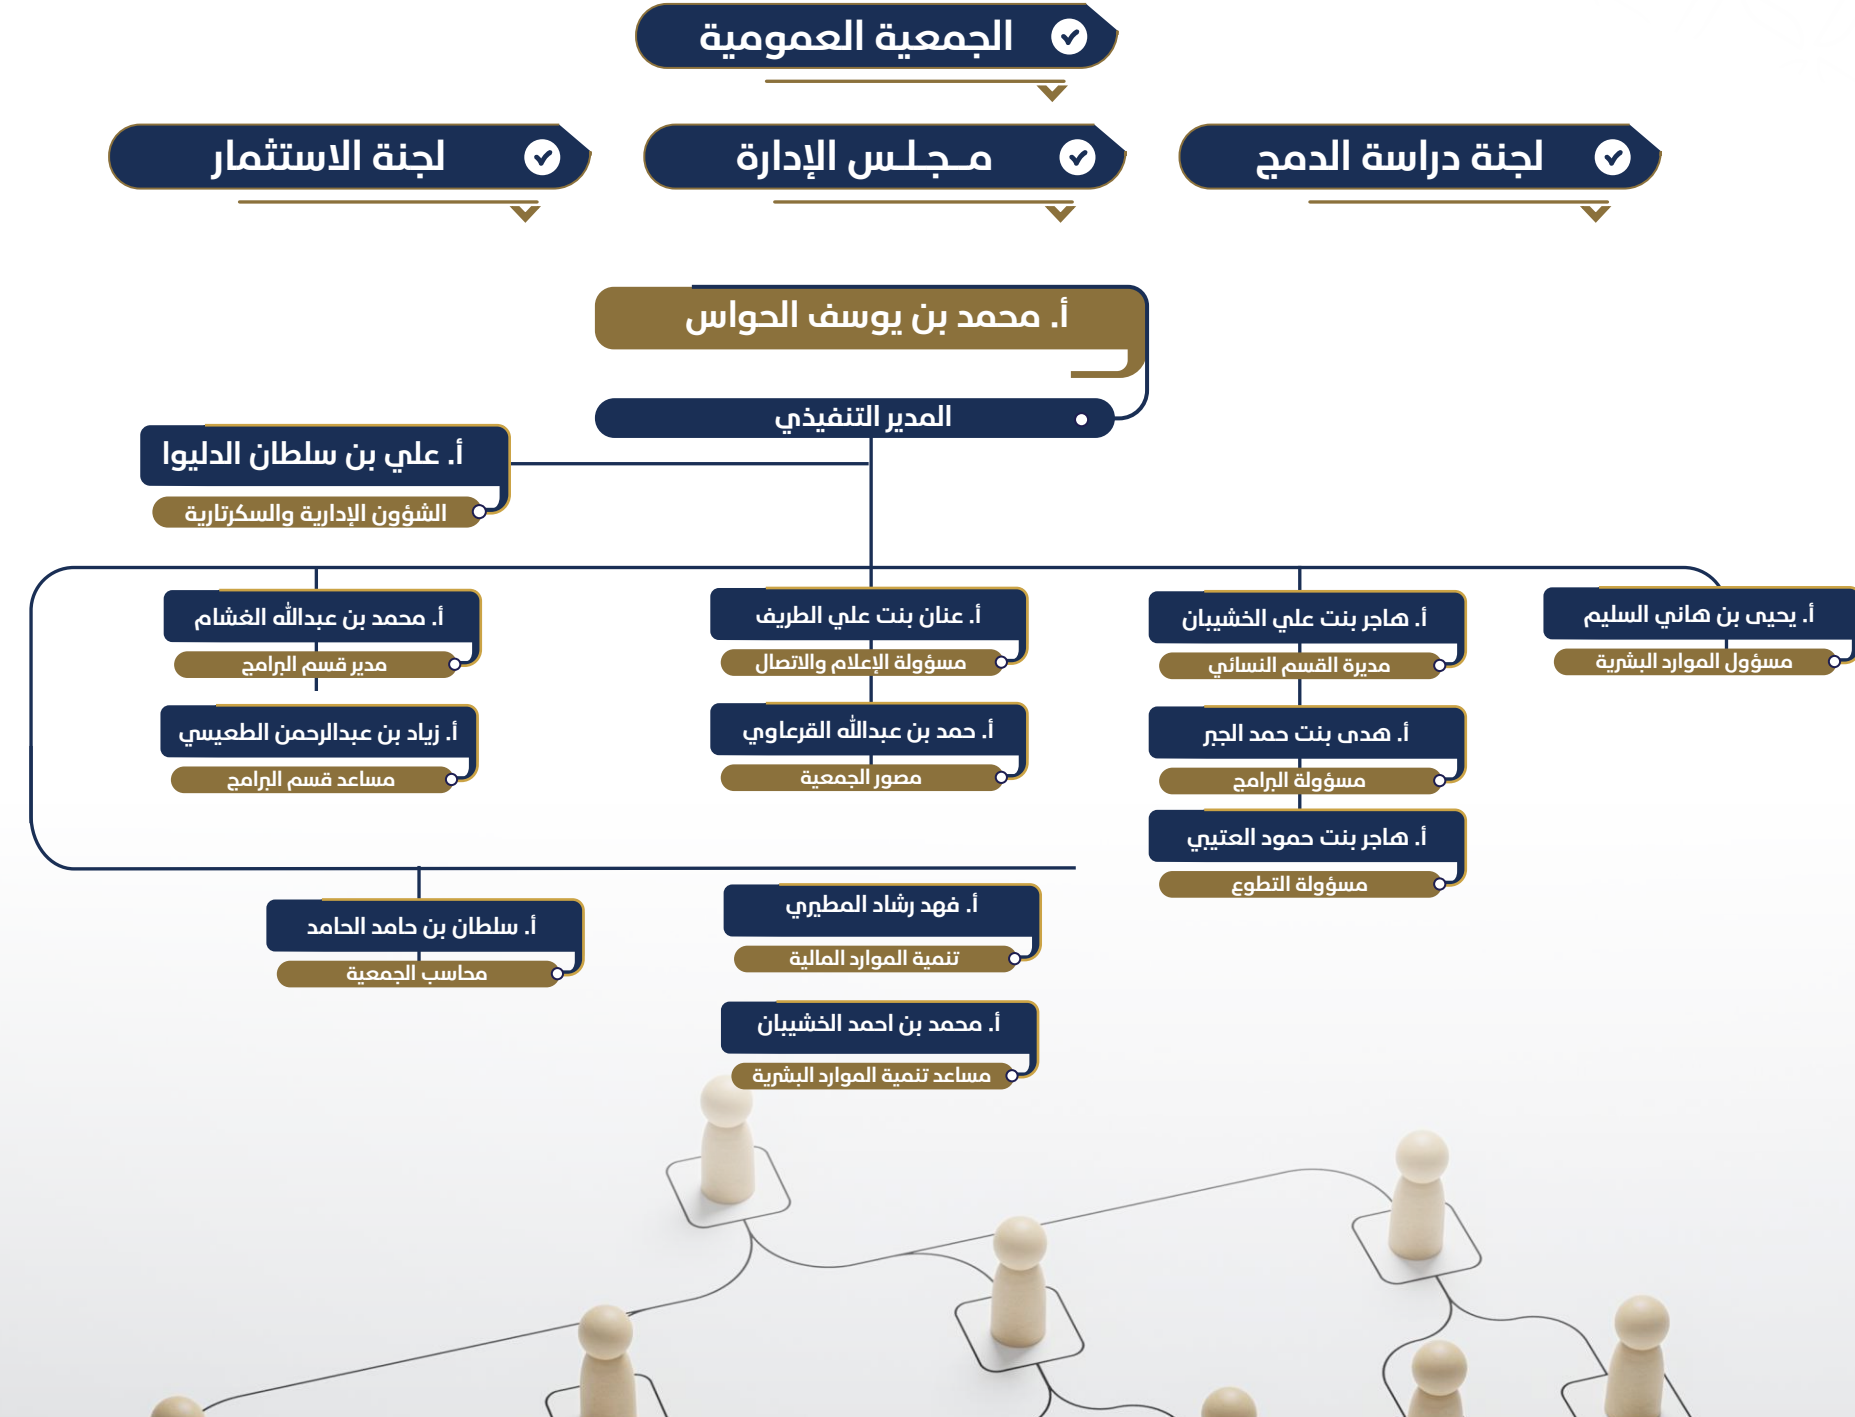 الجمعية العمومية
لجنة دراسة الدمج
مـجـلـس الإدارة
لجنة الاستثمار
أ. محمد بن يوسف الحواس
المدير التنفيذي
أ. علي بن سلطان الدليوا
الشؤون الإدارية والسكرتارية
أ. يحيى بن هاني السليم
مسؤول الموارد البشرية
أ. هاجر بنت علي الخشيبان
مديرة القسم النسائي
أ. هدى بنت حمد الجبر
مسؤولة البرامج
أ. هاجر بنت حمود العتيبي
مسؤولة التطوع
أ. عنان بنت علي الطريف
مسؤولة الإعلام والاتصال
أ. حمد بن عبدالله القرعاوي
مصور الجمعية
أ. محمد بن عبدالله الغشام
مدير قسم البرامج
أ. زياد بن عبدالرحمن الطعيسي
مساعد قسم البرامج
أ. فهد رشاد المطيري
تنمية الموارد المالية
أ. محمد بن احمد الخشيبان
مساعد تنمية الموارد البشرية
أ. سلطان بن حامد الحامد
محاسب الجمعية